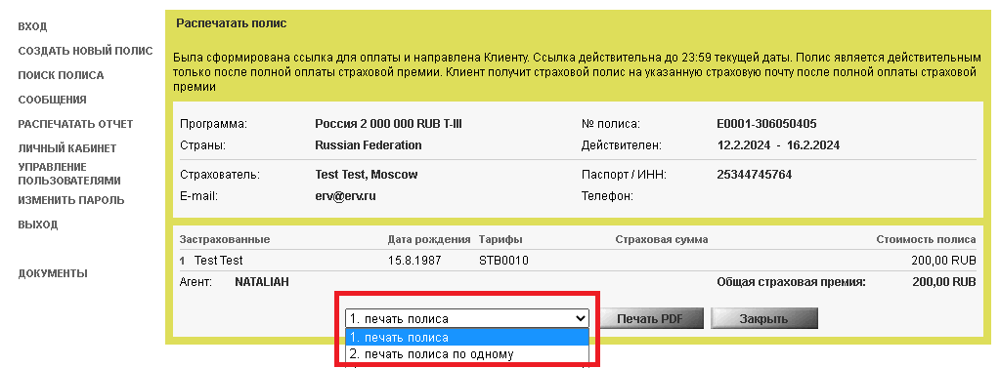 ВХОД
СОЗДАТЬ НОВЫЙ ПОЛИС
ПОИСК ПОЛИСА
СООБЩЕНИЯ
РАСПЕЧАТАТЬ ОТЧЕТ
ЛИЧНЫЙ КАБИНЕТ
УПРАВЛЕНИЕ
ПОЛЬЗОВАТЕЛЯМИ
ИЗМЕНИТЬ ПАРОЛЬ
ВЫХОД
ДОКУМЕНТЫ
Распечатать полис
Была сформирована ссылка для оплаты и направлена Клиенту. Ссылка действительна до 23:59 текущей даты. Полис является действительным
только после полной оплаты страховой премии. Клиент получит страховой полис на указанную страховую почту после полной оплаты страховой
премии
Программа: Россия 2 000 000 RUB T-III № полиса: E0001-306050405
Страны: Russian Federation Действителен: 12.2.2024 - 16.2.2024
Страхователь: Test Test, Moscow Паспорт / ИНН: 25344745764
E-mail: erv@erv.ru Телефон:
Застрахованные Дата рождения Тарифы Страховая сумма Стоимость полиса
1 Test Test 15.8.1987 STB0010 200,00 RUB
Агент: NATALIAH Общая страховая премия: 200,00 RUB
1. печать полиса Печать PDF Закрыть
1. печать полиса
2. печать полиса по одному